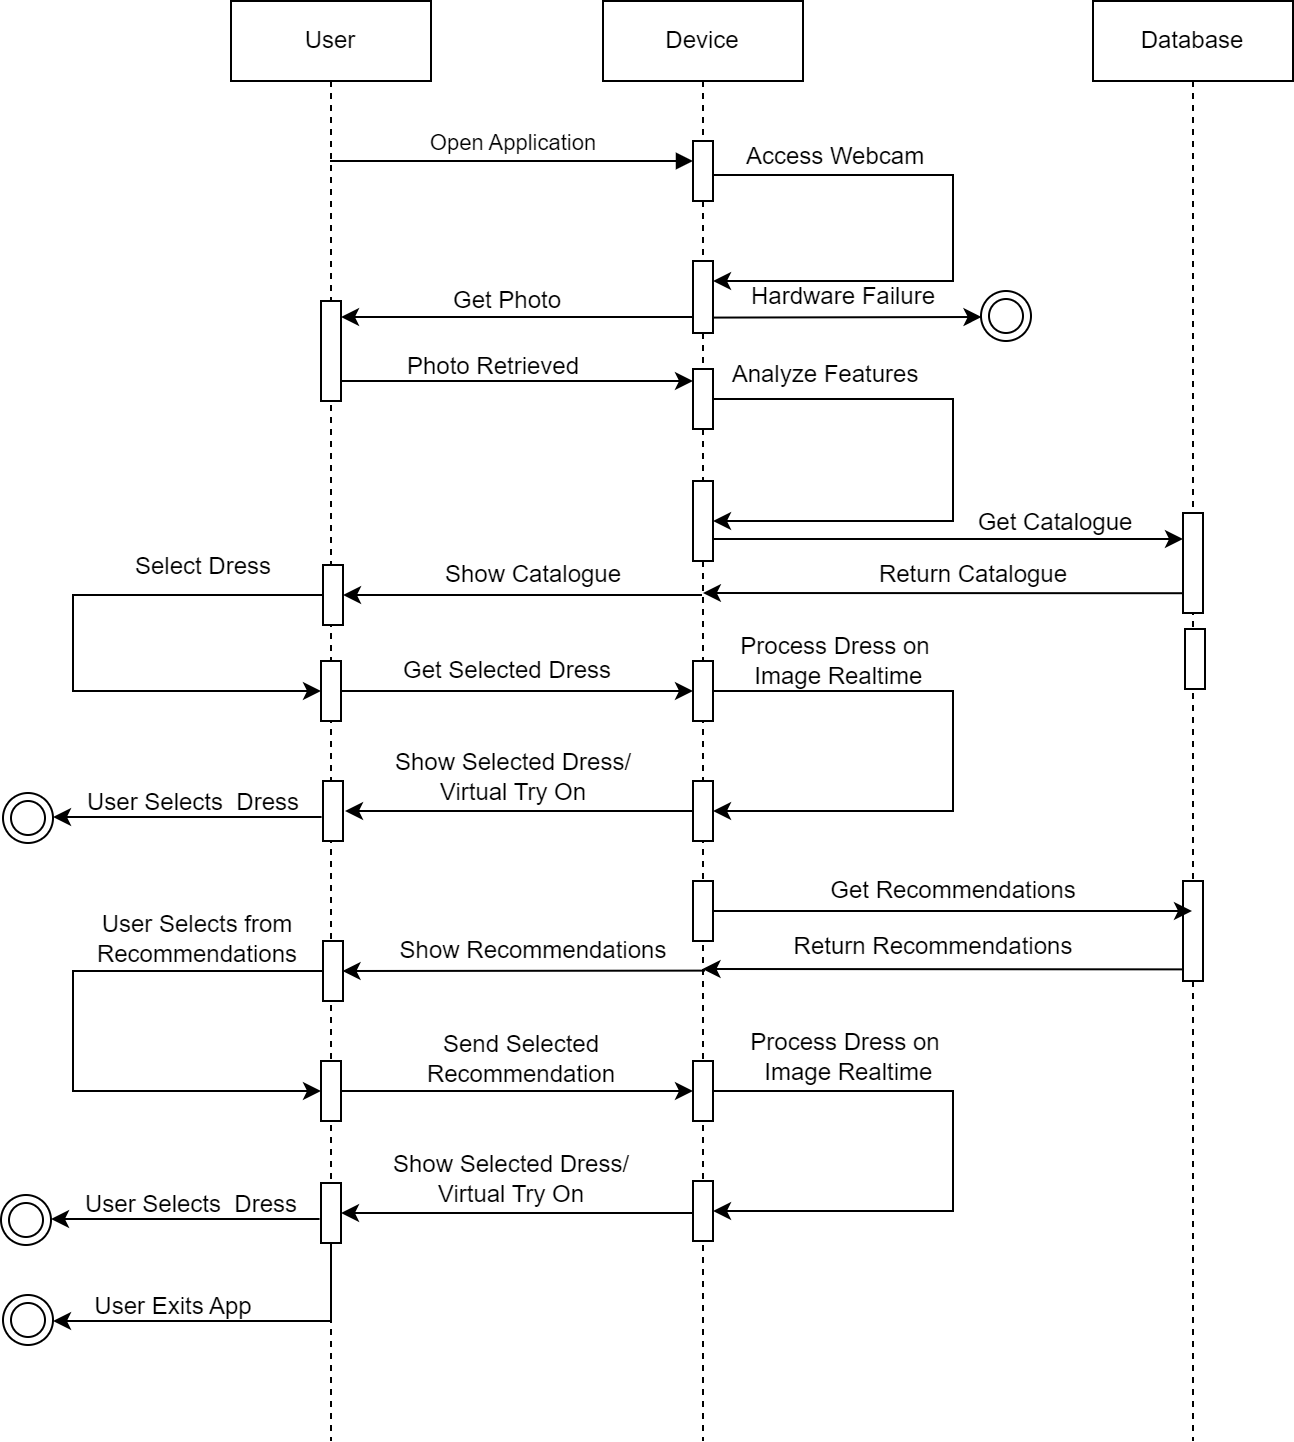 User
Device
Database
Open Application
Access Webcam
Get Photo
Hardware Failure
Photo Retrieved
Analyze Features
Get Catalogue
Select Dress
Show Catalogue
Return Catalogue
Get Selected Dress
Process Dress on
Image Realtime
Show Selected Dress/
Virtual Try On
User Selects  Dress
Get Recommendations
User Selects from
Recommendations
Show Recommendations
Return Recommendations
Send Selected
Recommendation
Process Dress on
Image Realtime
Show Selected Dress/
Virtual Try On
User Selects  Dress
User Exits App